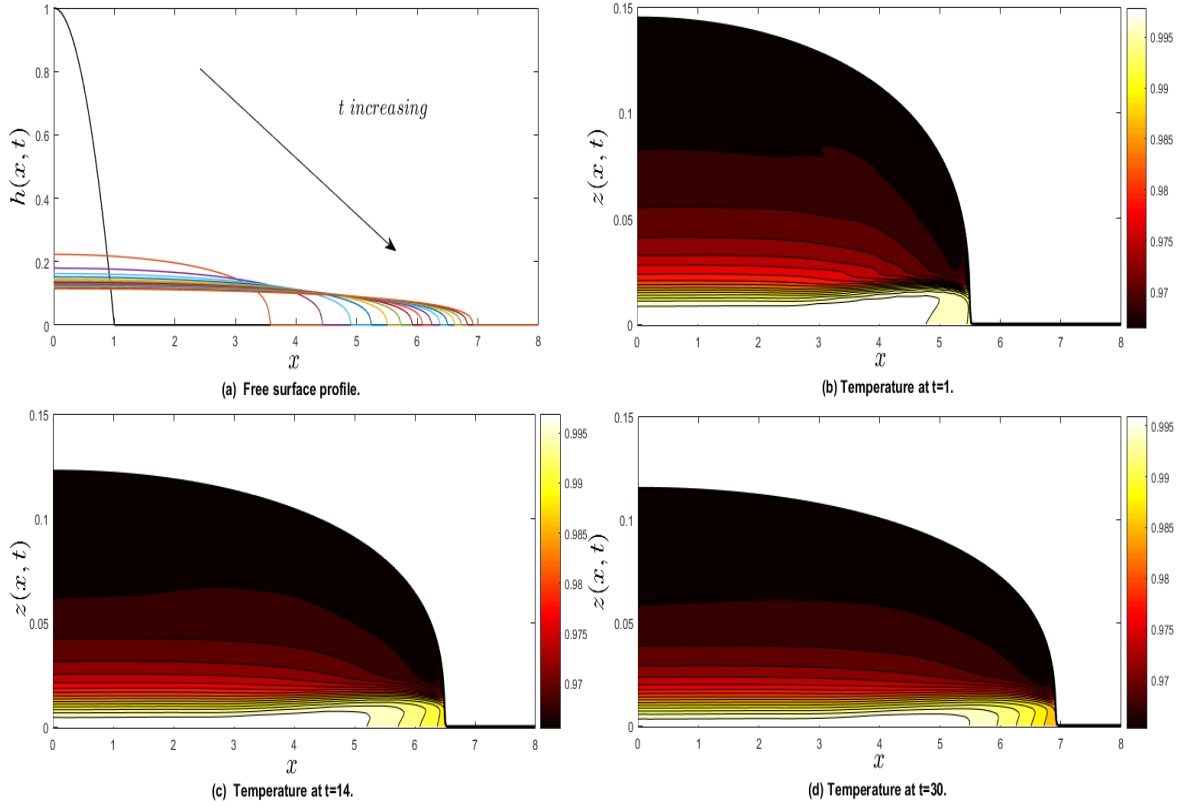 1
0.8
0.6
0.4
0.2
0
h(x, t)
t increasing
0 1 2 3 4 5 6 7 8
x
(a) Free surface profile.
0.15
0.1
0.05
0
z(x, t)
0 1 2 3 4 5 6 7 8
x
0.995
0.99
0.985
0.98
0.975
0.97
(b) Temperature at t=1.
0.15
0.1
0.05
0
z(x, t)
0 1 2 3 4 5 6 7 8
x
0.995
0.99
0.985
0.98
0.975
0.97
(c) Temperature at t=14.
0.15
0.1
0.05
0
z(x, t)
0 1 2 3 4 5 6 7 8
x
0.995
0.99
0.985
0.98
0.975
0.97
(d) Temperature at t=30.